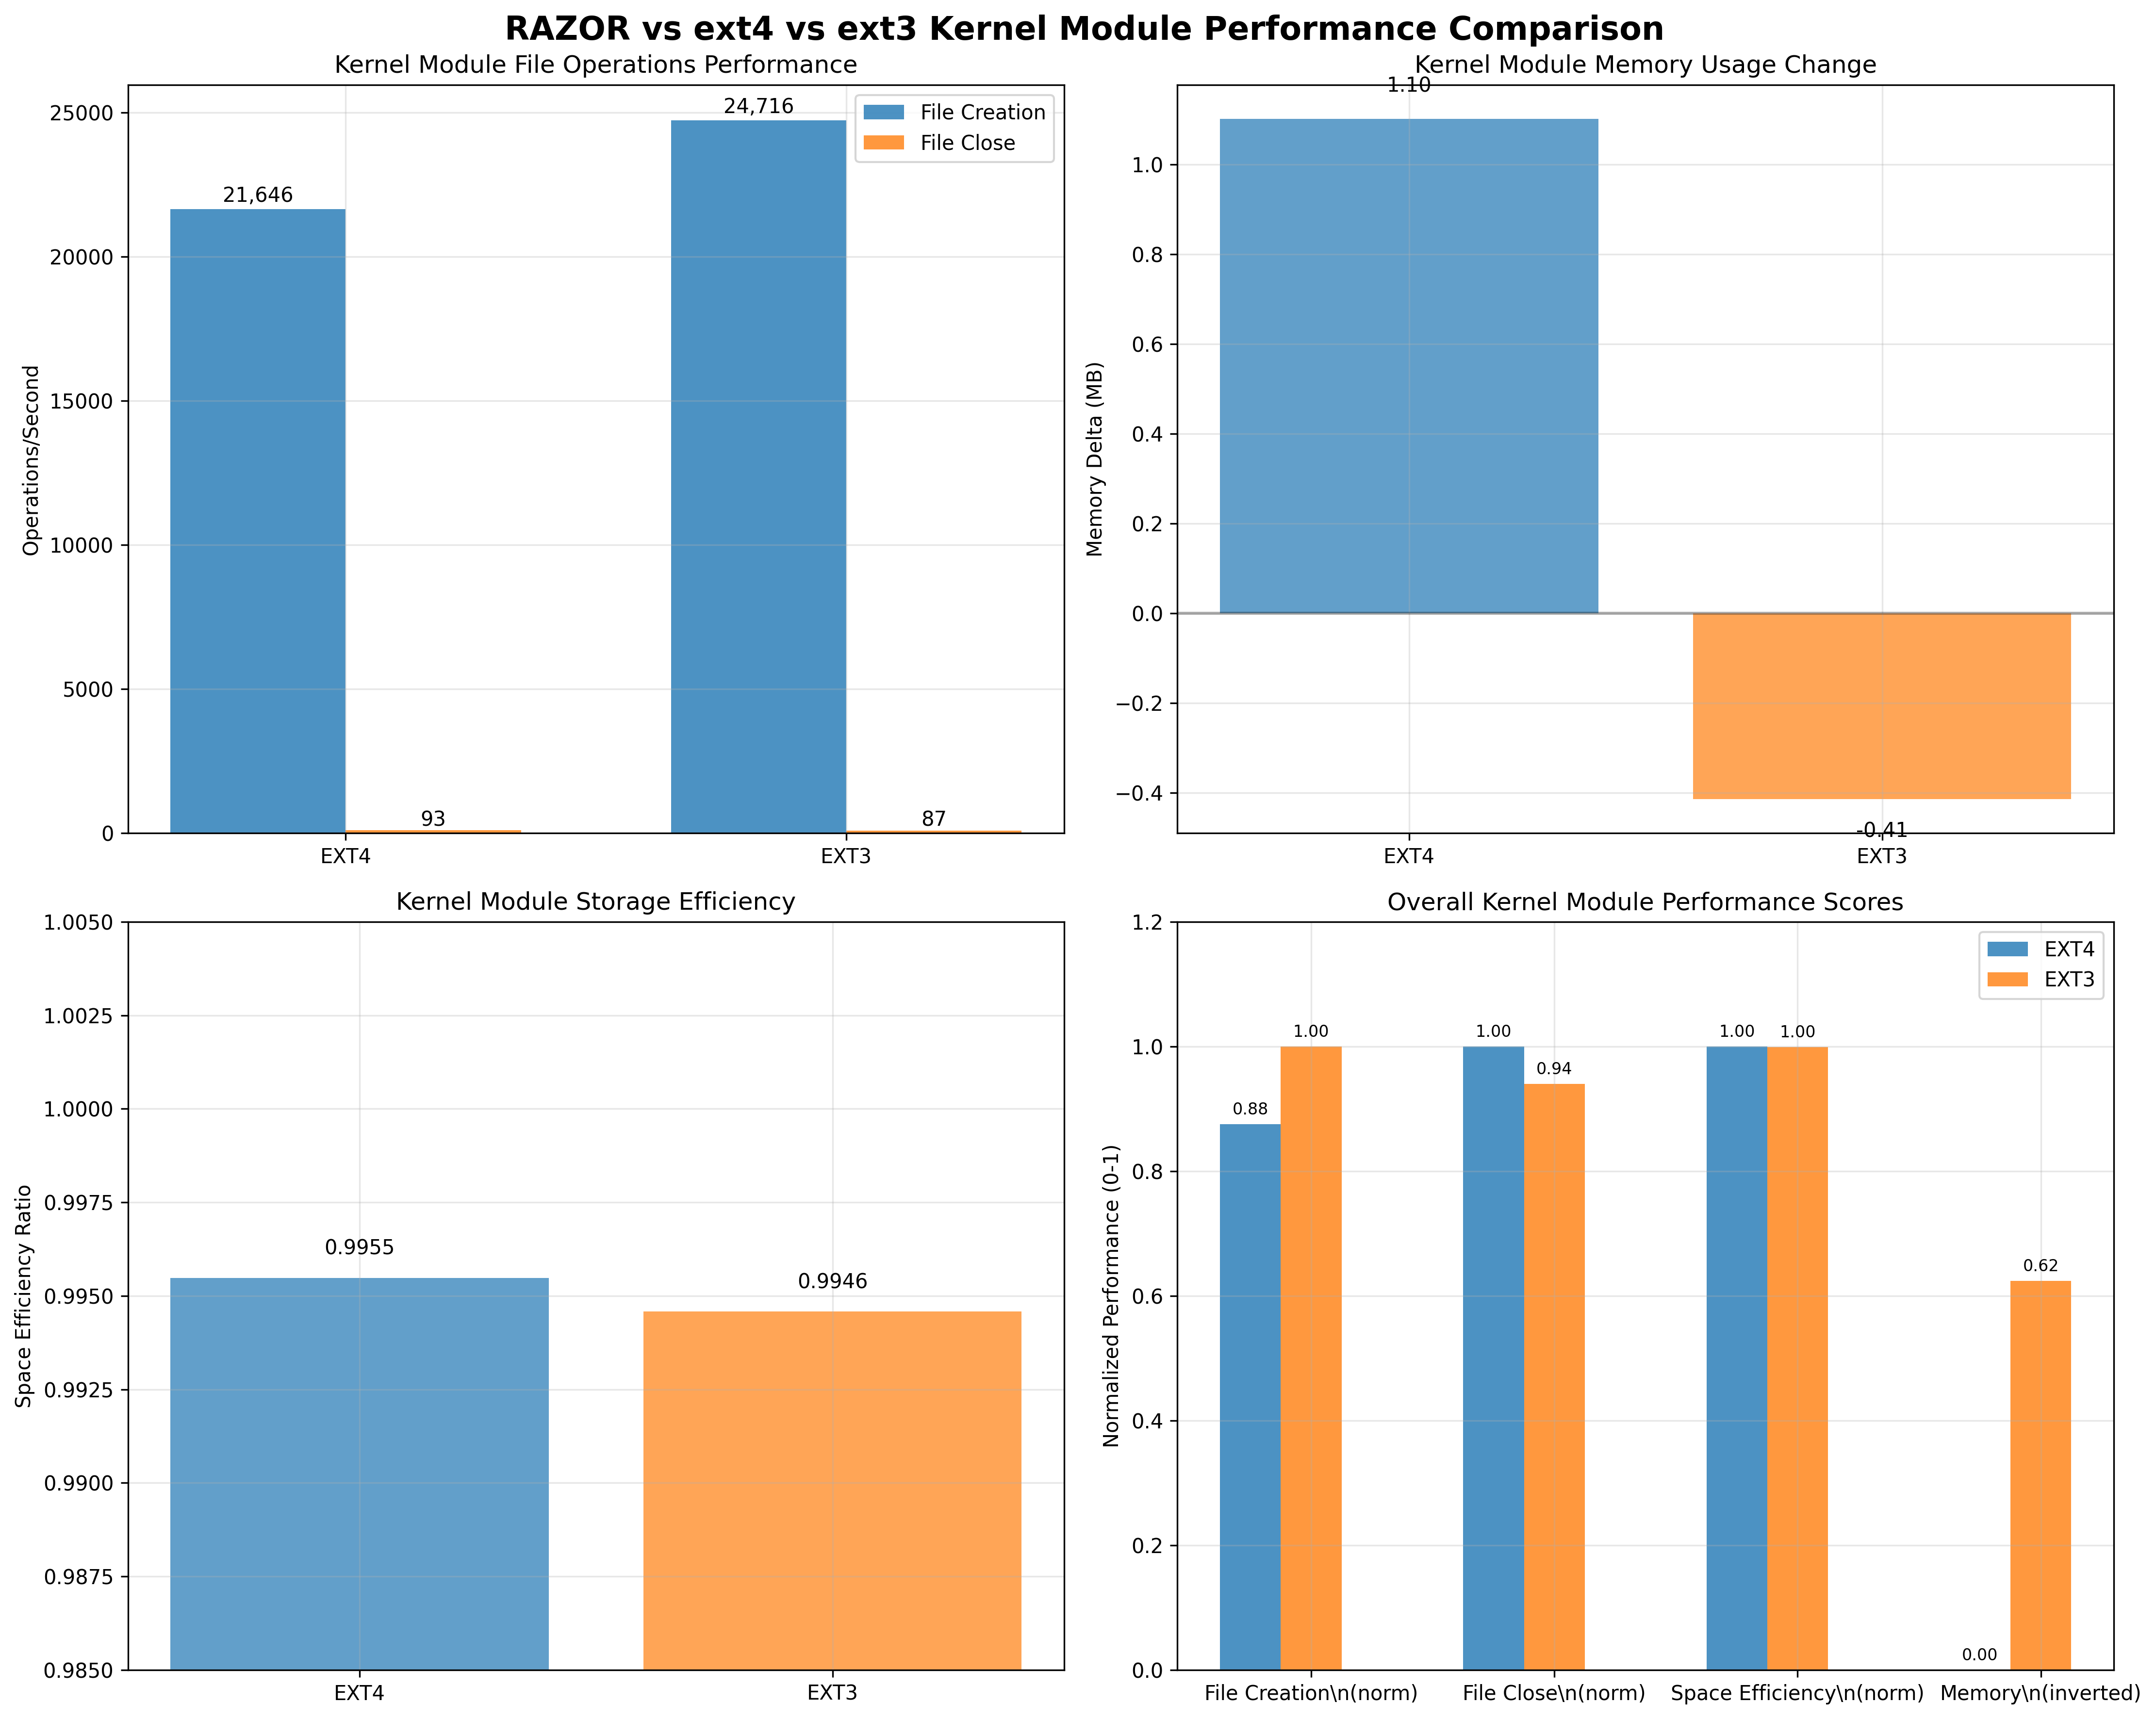 RAZOR vs ext4 vs ext3 Kernel Module Performance Comparison
Kernel Module File Operations Performance
Operations/Second
25000
20000
15000
10000
5000
0
21,646
93
24,716
87
EXT4
EXT3
File Creation
File Close
Kernel Module Memory Usage Change
Memory Delta (MB)
1.0
0.8
0.6
0.4
0.2
0.0
−0.2
−0.4
1.10
-0.41
EXT4
EXT3
Kernel Module Storage Efficiency
Space Efficiency Ratio
1.0050
1.0025
1.0000
0.9975
0.9950
0.9925
0.9900
0.9875
0.9850
0.9955
0.9946
EXT4
EXT3
Overall Kernel Module Performance Scores
Normalized Performance (0-1)
1.2
1.0
0.8
0.6
0.4
0.2
0.0
EXT4
EXT3
0.88
1.00
1.00
0.94
1.00
1.00
0.00
0.62
File Creation\n(norm)
File Close\n(norm)
Space Efficiency\n(norm)
Memory\n(inverted)